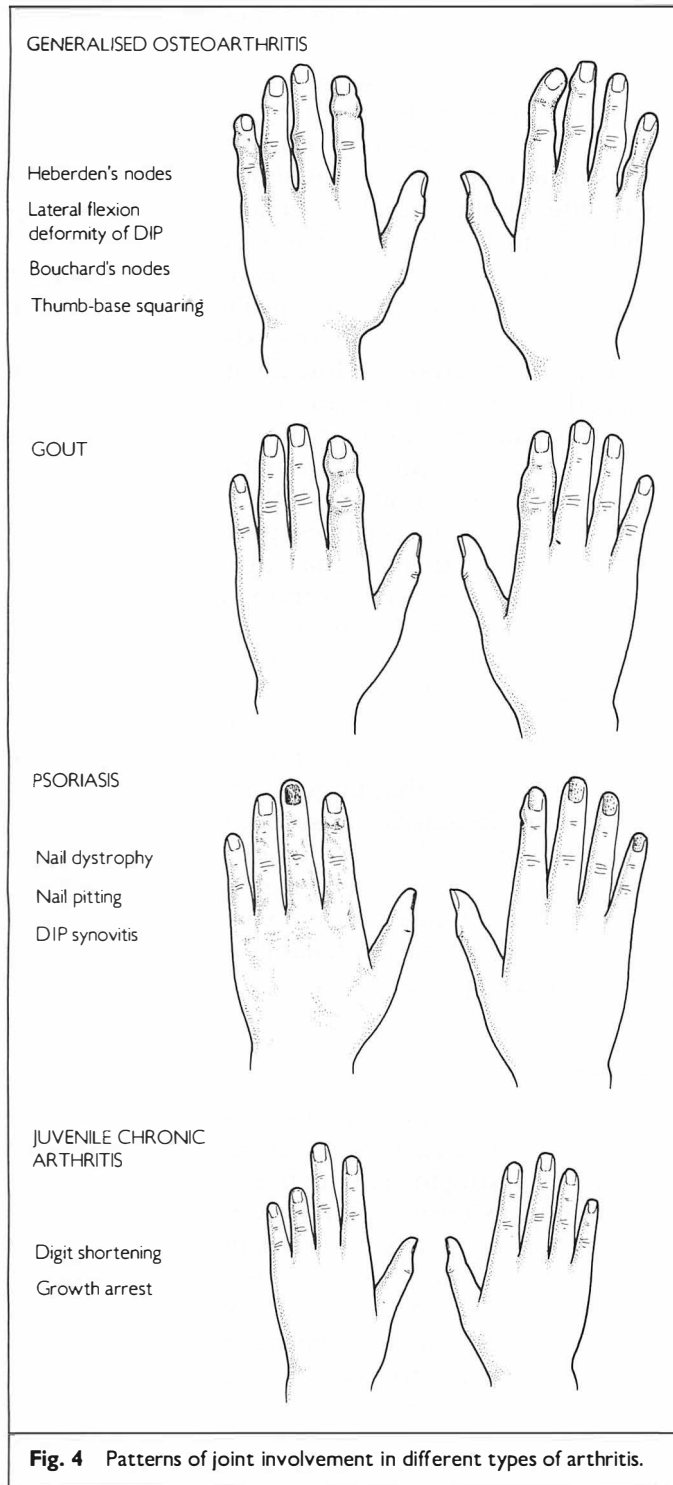 GENERALISED OSTEOARTHRITIS
Heberden's nodes
Lateral flexion
deformity of DIP
Bouchard's nodes
Thumb-base squaring
GOUT
PSORIASIS
Nail dystrophy
Nail pitting
DIP synovitis
JUVENILE CHRONIC
ARTHRITIS
Digit shortening
Growth arrest
Fig. 4 Patterns of joint involvement in different types of arthritis.